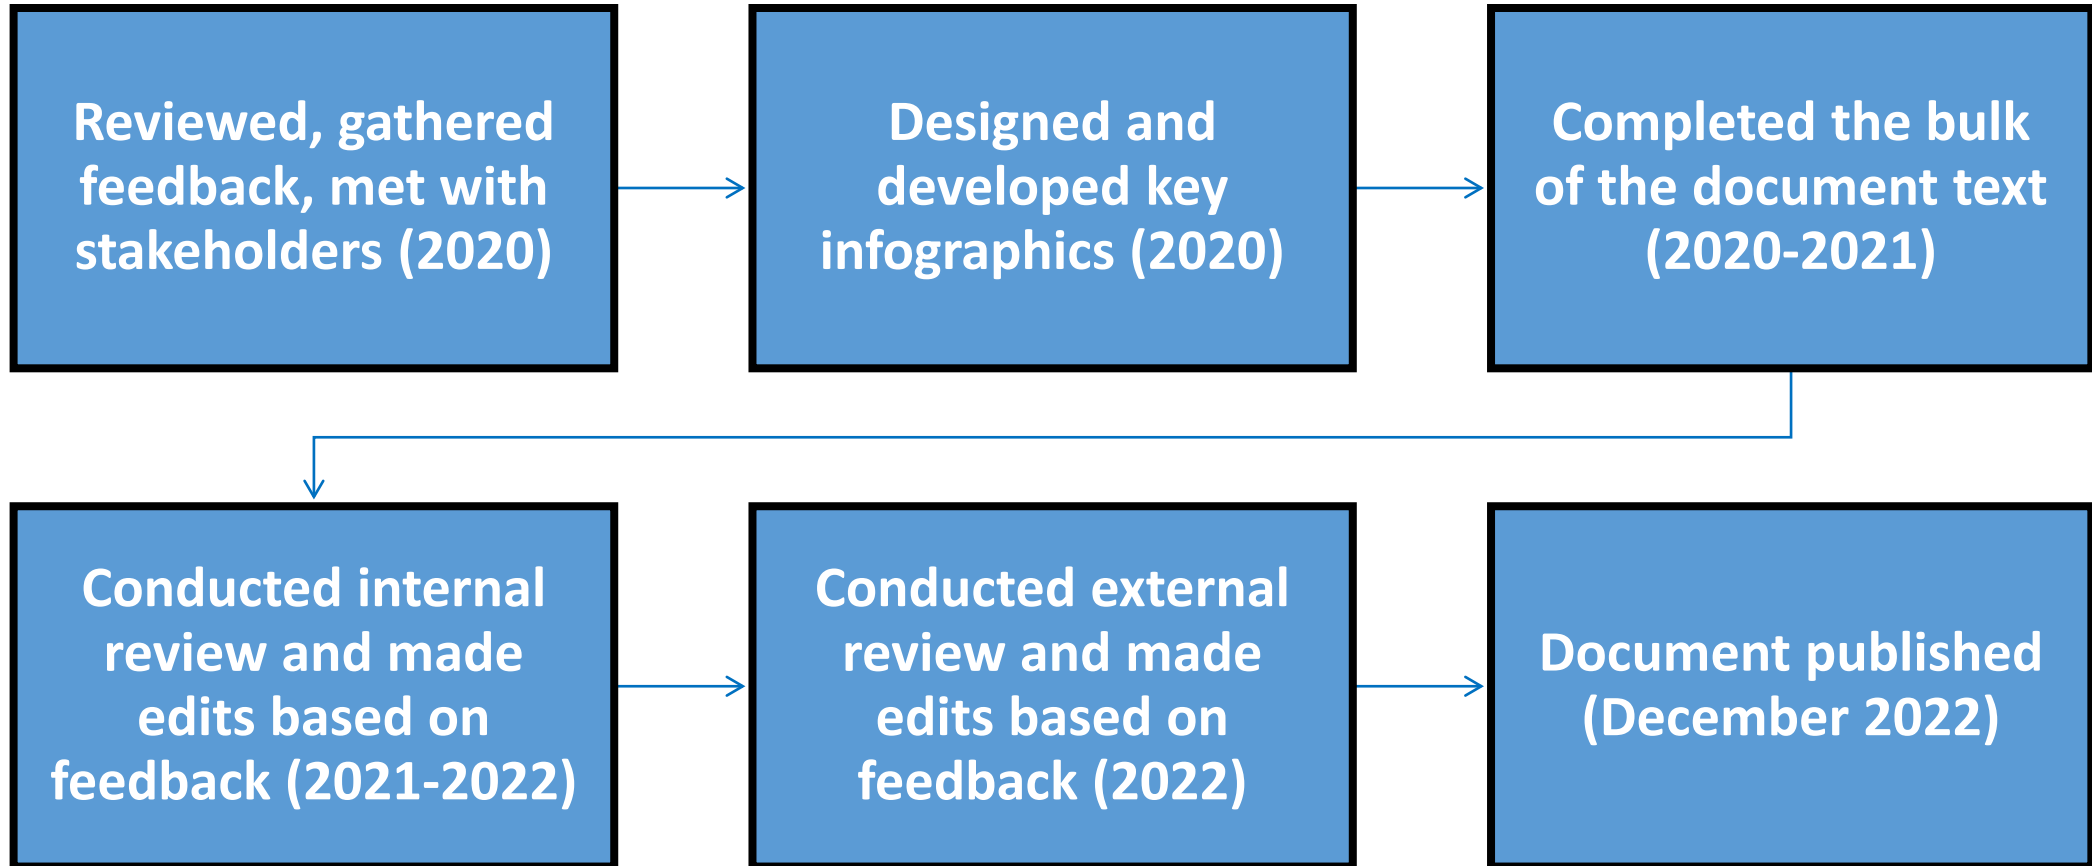 Reviewed, gathered
feedback, met with
stakeholders (2020)
Designed and
developed key
infographics (2020)
Completed the bulk
of the document text
(2020-2021)
Conducted internal
review and made
edits based on
feedback (2021-2022)
Conducted external
review and made
edits based on
feedback (2022)
Document published
(December 2022)